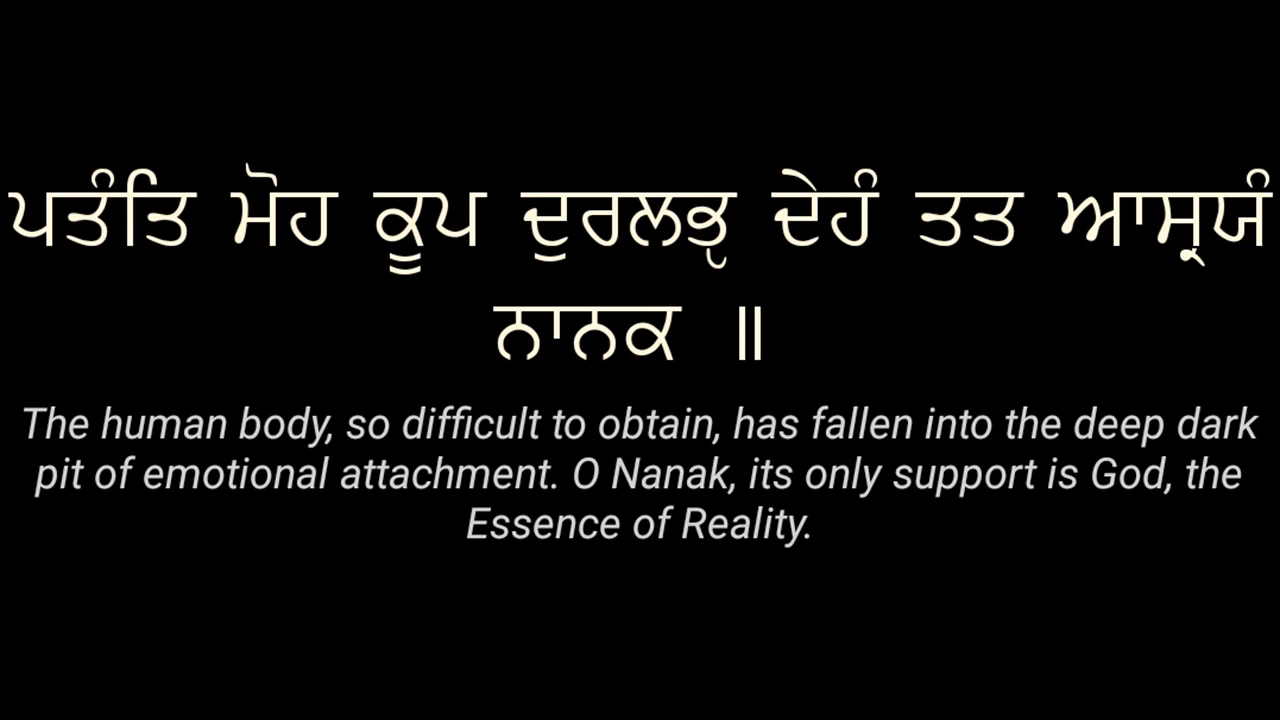 ਪਤੰਤਿ ਮੋਹ ਕੂਪ ਦੁਰਲਭੵ ਦੇਹੰ ਤਤ ਆਸ੍ਰਯੰ
ਨਾਨਕ ॥
The human body, so difficult to obtain, has fallen into the deep dark
pit of emotional attachment. O Nanak, its only support is God, the
Essence of Reality.